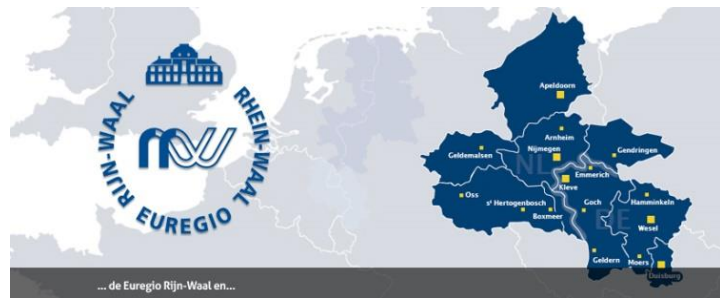 RIJN-WAAL
EUREGIO
RHEIN-WAAL
Apeldoorn
Arnheim
Nijmegen
Geldermalsen
Gendringen
NL
Emmerich
Kleve
Oss
s' Hertogenbosch
Boxmeer
Goch
Hamminkeln
DE
Wesel
Geldern
Moers
Duisburg
... de Euregio Rijn-Waal en...